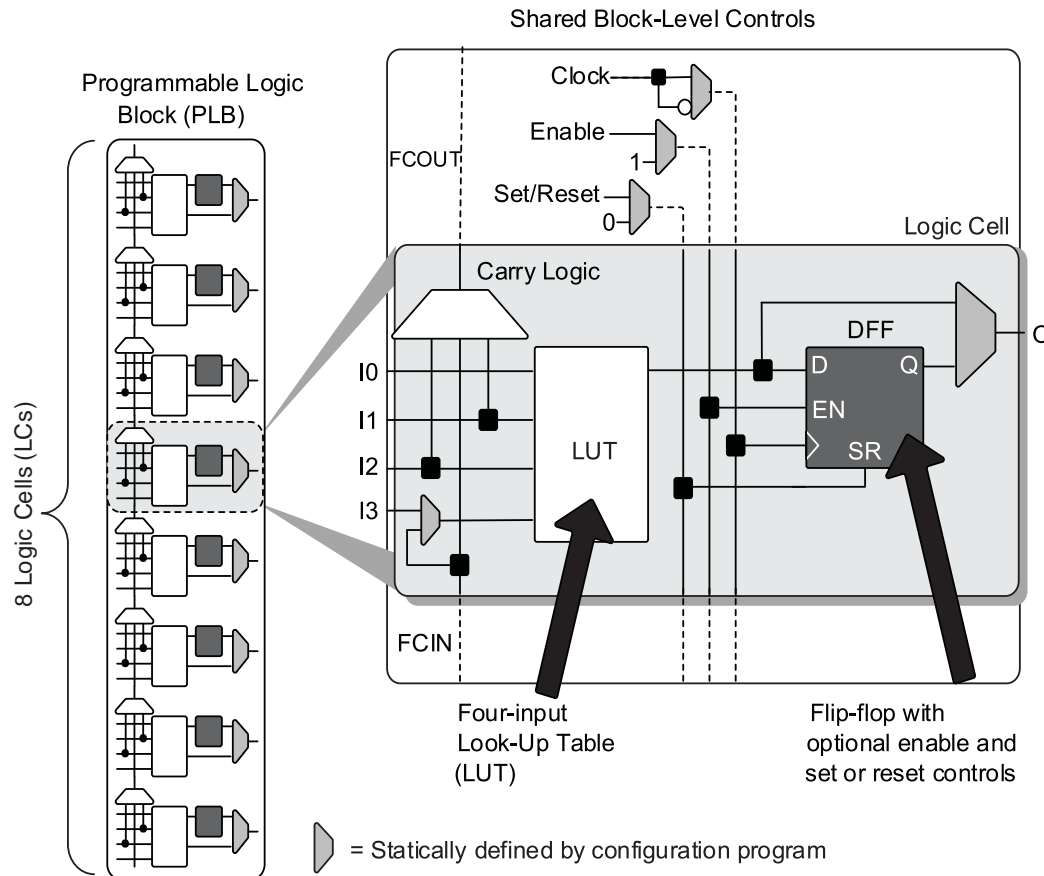 Shared Block-Level Controls
Programmable Logic
Block (PLB)
8 Logic Cells (LCs)
Clock
Enable
1
FCOUT
Set/Reset
0
Logic Cell
Carry Logic
DFF
O
I0
I1
I2
I3
LUT
D
Q
EN
SR
FCIN
Four-input
Look-Up Table
(LUT)
Flip-flop with
optional enable and
set or reset controls
= Statically defined by configuration program